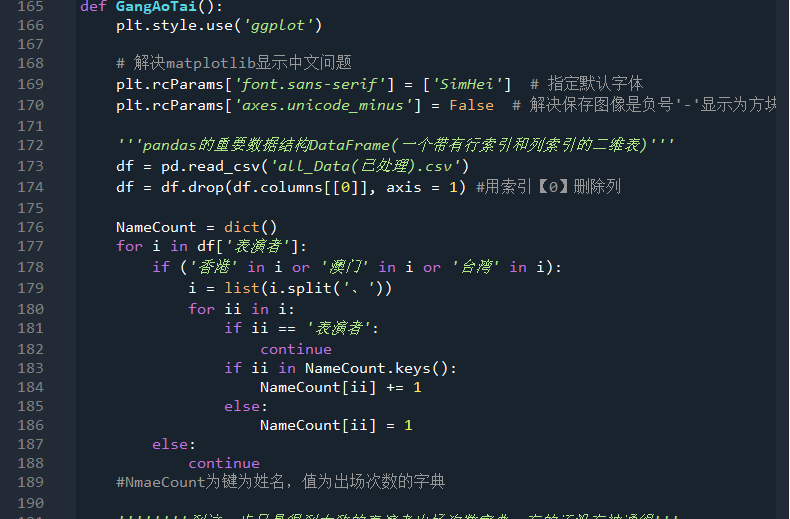 165 def GangAoTai():
166 plt.style.use('ggplot')
167
168 # 解决matplotlib显示中文问题
169 plt.rcParams['font.sans-serif'] = ['SimHei'] # 指定默认字体
170 plt.rcParams['axes.unicode_minus'] = False # 解决保存图像是负号'-'显示为方块
171
172 '''pandas的重要数据结构DataFrame(一个带有行索引和列索引的二维表)'''
173 df = pd.read_csv('all_Data(已处理).csv')
174 df = df.drop(df.columns[[0]], axis = 1) #用索引【0】删除列
175
176 NameCount = dict()
177 for i in df['表演者']:
178 if ('香港' in i or '澳门' in i or '台湾' in i):
179 i = list(i.split('、'))
180 for ii in i:
181 if ii == '表演者':
182 continue
183 if ii in NameCount.keys():
184 NameCount[ii] += 1
185 else:
186 NameCount[ii] = 1
187 else:
188 continue
189 #NmaeCount为键为姓名，值为出场次数的字典
190